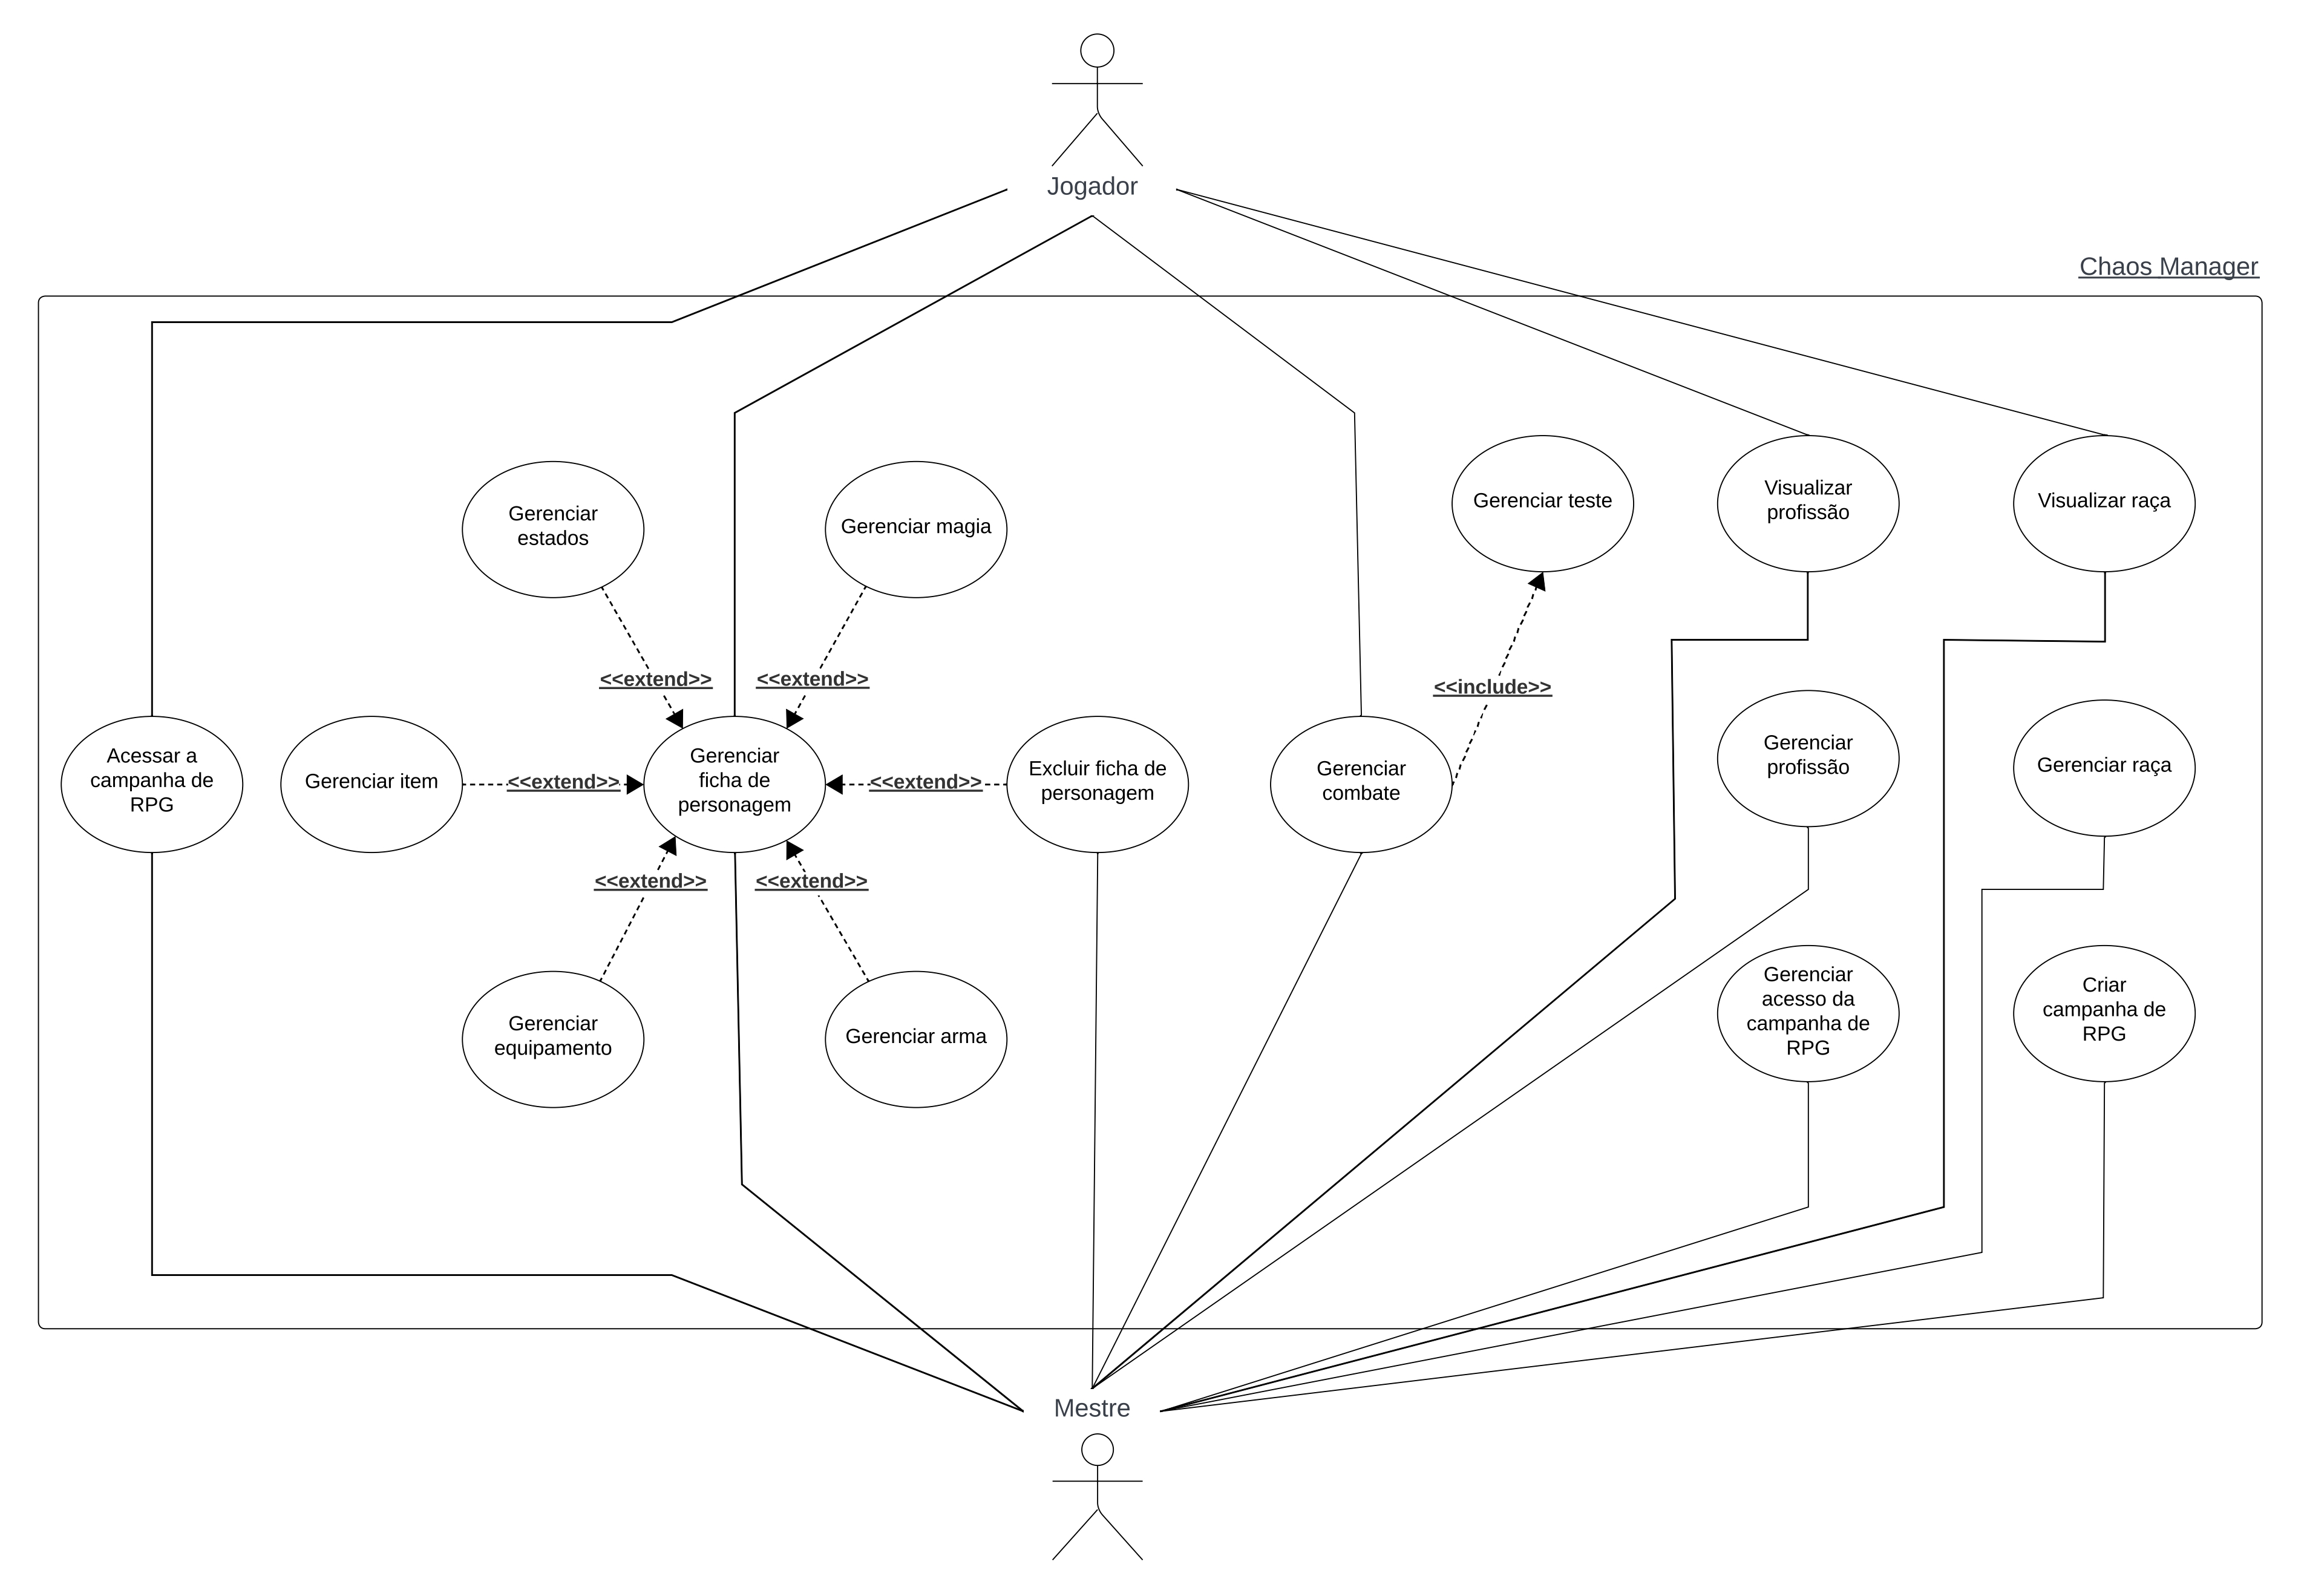 Jogador
Chaos Manager
Gerenciar
estados
Gerenciar magia
Gerenciar teste
Visualizar
profissão
Visualizar raça
<<extend>>
<<extend>>
<<include>>
Acessar a
campanha de
RPG
Gerenciar item
<<extend>>
Gerenciar
ficha de
personagem
<<extend>>
Excluir ficha de
personagem
Gerenciar
combate
Gerenciar
profissão
Gerenciar raça
<<extend>>
<<extend>>
Gerenciar
equipamento
Gerenciar arma
Gerenciar
acesso da
campanha de
RPG
Criar
campanha de
RPG
Mestre